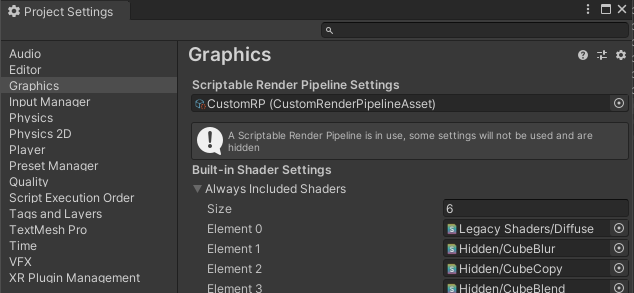 Project Settings
Audio
Editor
Graphics
Input Manager
Physics
Physics 2D
Player
Preset Manager
Quality
Script Execution Order
Tags and Layers
TextMesh Pro
Time
VFX
XR Plugin Management
Graphics
Scriptable Render Pipeline Settings
CustomRP (CustomRenderPipelineAsset)
A Scriptable Render Pipeline is in use, some settings will not be used and are
hidden
Built-in Shader Settings
Always Included Shaders
Size 6
Element 0 Legacy Shaders/Diffuse
Element 1 Hidden/CubeBlur
Element 2 Hidden/CubeCopy
Element 3 Hidden/CubeBlend